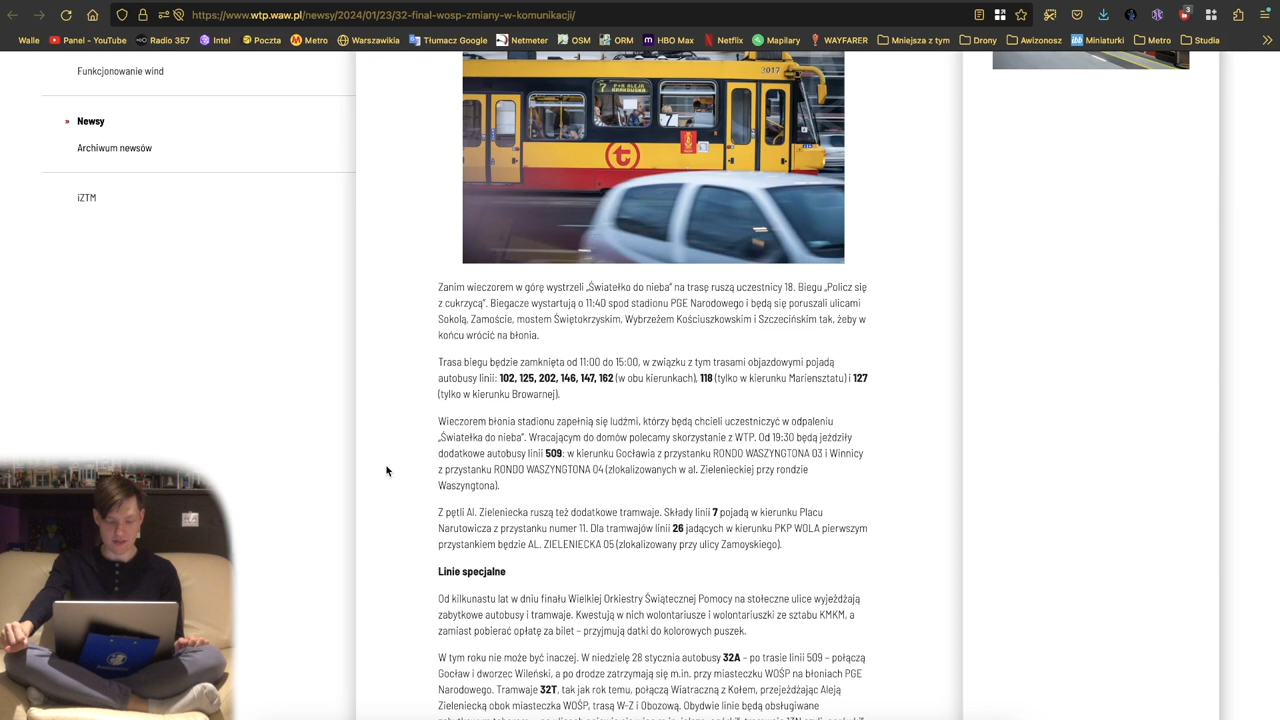 https://www.wtp.waw.pl/newsy/2024/01/23/32-final-wosp-zmiany-w-komunikacji/
Walle Panel - YouTube Radio 357 Intel Poczta Metro Warszawikia Tłumacz Google Netmeter OSM ORM HBO Max Netflix Mapilary WAYFARER Mniejsza z tym Drony Awizonosz Miniaturki Metro Studia
Funkcjonowanie wind
» Newsy
Archiwum newsów
iZTM
2017
7 P+R ALEJA
KRAKOWSKA
Zanim wieczorem w górę wystrzeli „Światełko do nieba” na trasę ruszą uczestnicy 18. Biegu „Policz się
z cukrzycą”. Biegacze wystartują o 11:40 spod stadionu PGE Narodowego i będą się poruszali ulicami
Sokolą, Zamoście, mostem Świętokrzyskim, Wybrzeżem Kościuszkowskim i Szczecińskim tak, żeby w
końcu wrócić na błonia.
Trasa biegu będzie zamknięta od 11:00 do 15:00, w związku z tym trasami objazdowymi pojadą
autobusy linii: 102, 125, 202, 146, 147, 162 (w obu kierunkach), 118 (tylko w kierunku Mariensztatu) i 127
(tylko w kierunku Browarnej).
Wieczorem błonia stadionu zapełnią się ludźmi, którzy będą chcieli uczestniczyć w odpaleniu
„Światełka do nieba”. Wracającym do domów polecamy skorzystanie z WTP. Od 19:30 będą jeździły
dodatkowe autobusy linii 509: w kierunku Gocławia z przystanku RONDO WASZYNGTONA 03 i Winnicy
z przystanku RONDO WASZYNGTONA 04 (zlokalizowanych w al. Zielenieckiej przy rondzie
Waszyngtona).
Z pętli Al. Zieleniecka ruszą też dodatkowe tramwaje. Składy linii 7 pojadą w kierunku Placu
Narutowicza z przystanku numer 11. Dla tramwajów linii 26 jadących w kierunku PKP WOLA pierwszym
przystankiem będzie AL. ZIELENIECKA 05 (zlokalizowany przy ulicy Zamoyskiego).
Linie specjalne
Od kilkunastu lat w dniu finału Wielkiej Orkiestry Świątecznej Pomocy na stołeczne ulice wyjeżdżają
zabytkowe autobusy i tramwaje. Kwestują w nich wolontariusze i wolontariuszki ze sztabu KMKM, a
zamiast pobierać opłatę za bilet – przyjmują datki do kolorowych puszek.
W tym roku nie może być inaczej. W niedzielę 28 stycznia autobusy 32A – po trasie linii 509 – połączą
Gocław i dworzec Wileński, a po drodze zatrzymają się m.in. przy miasteczku WOŚP na błoniach PGE
Narodowego. Tramwaje 32T, tak jak rok temu, połączą Wiatraczną z Kołem, przejeżdżając Aleją
Zieleniecką obok miasteczka WOŚP, trasą W-Z i Obozową. Obydwie linie będą obsługiwane